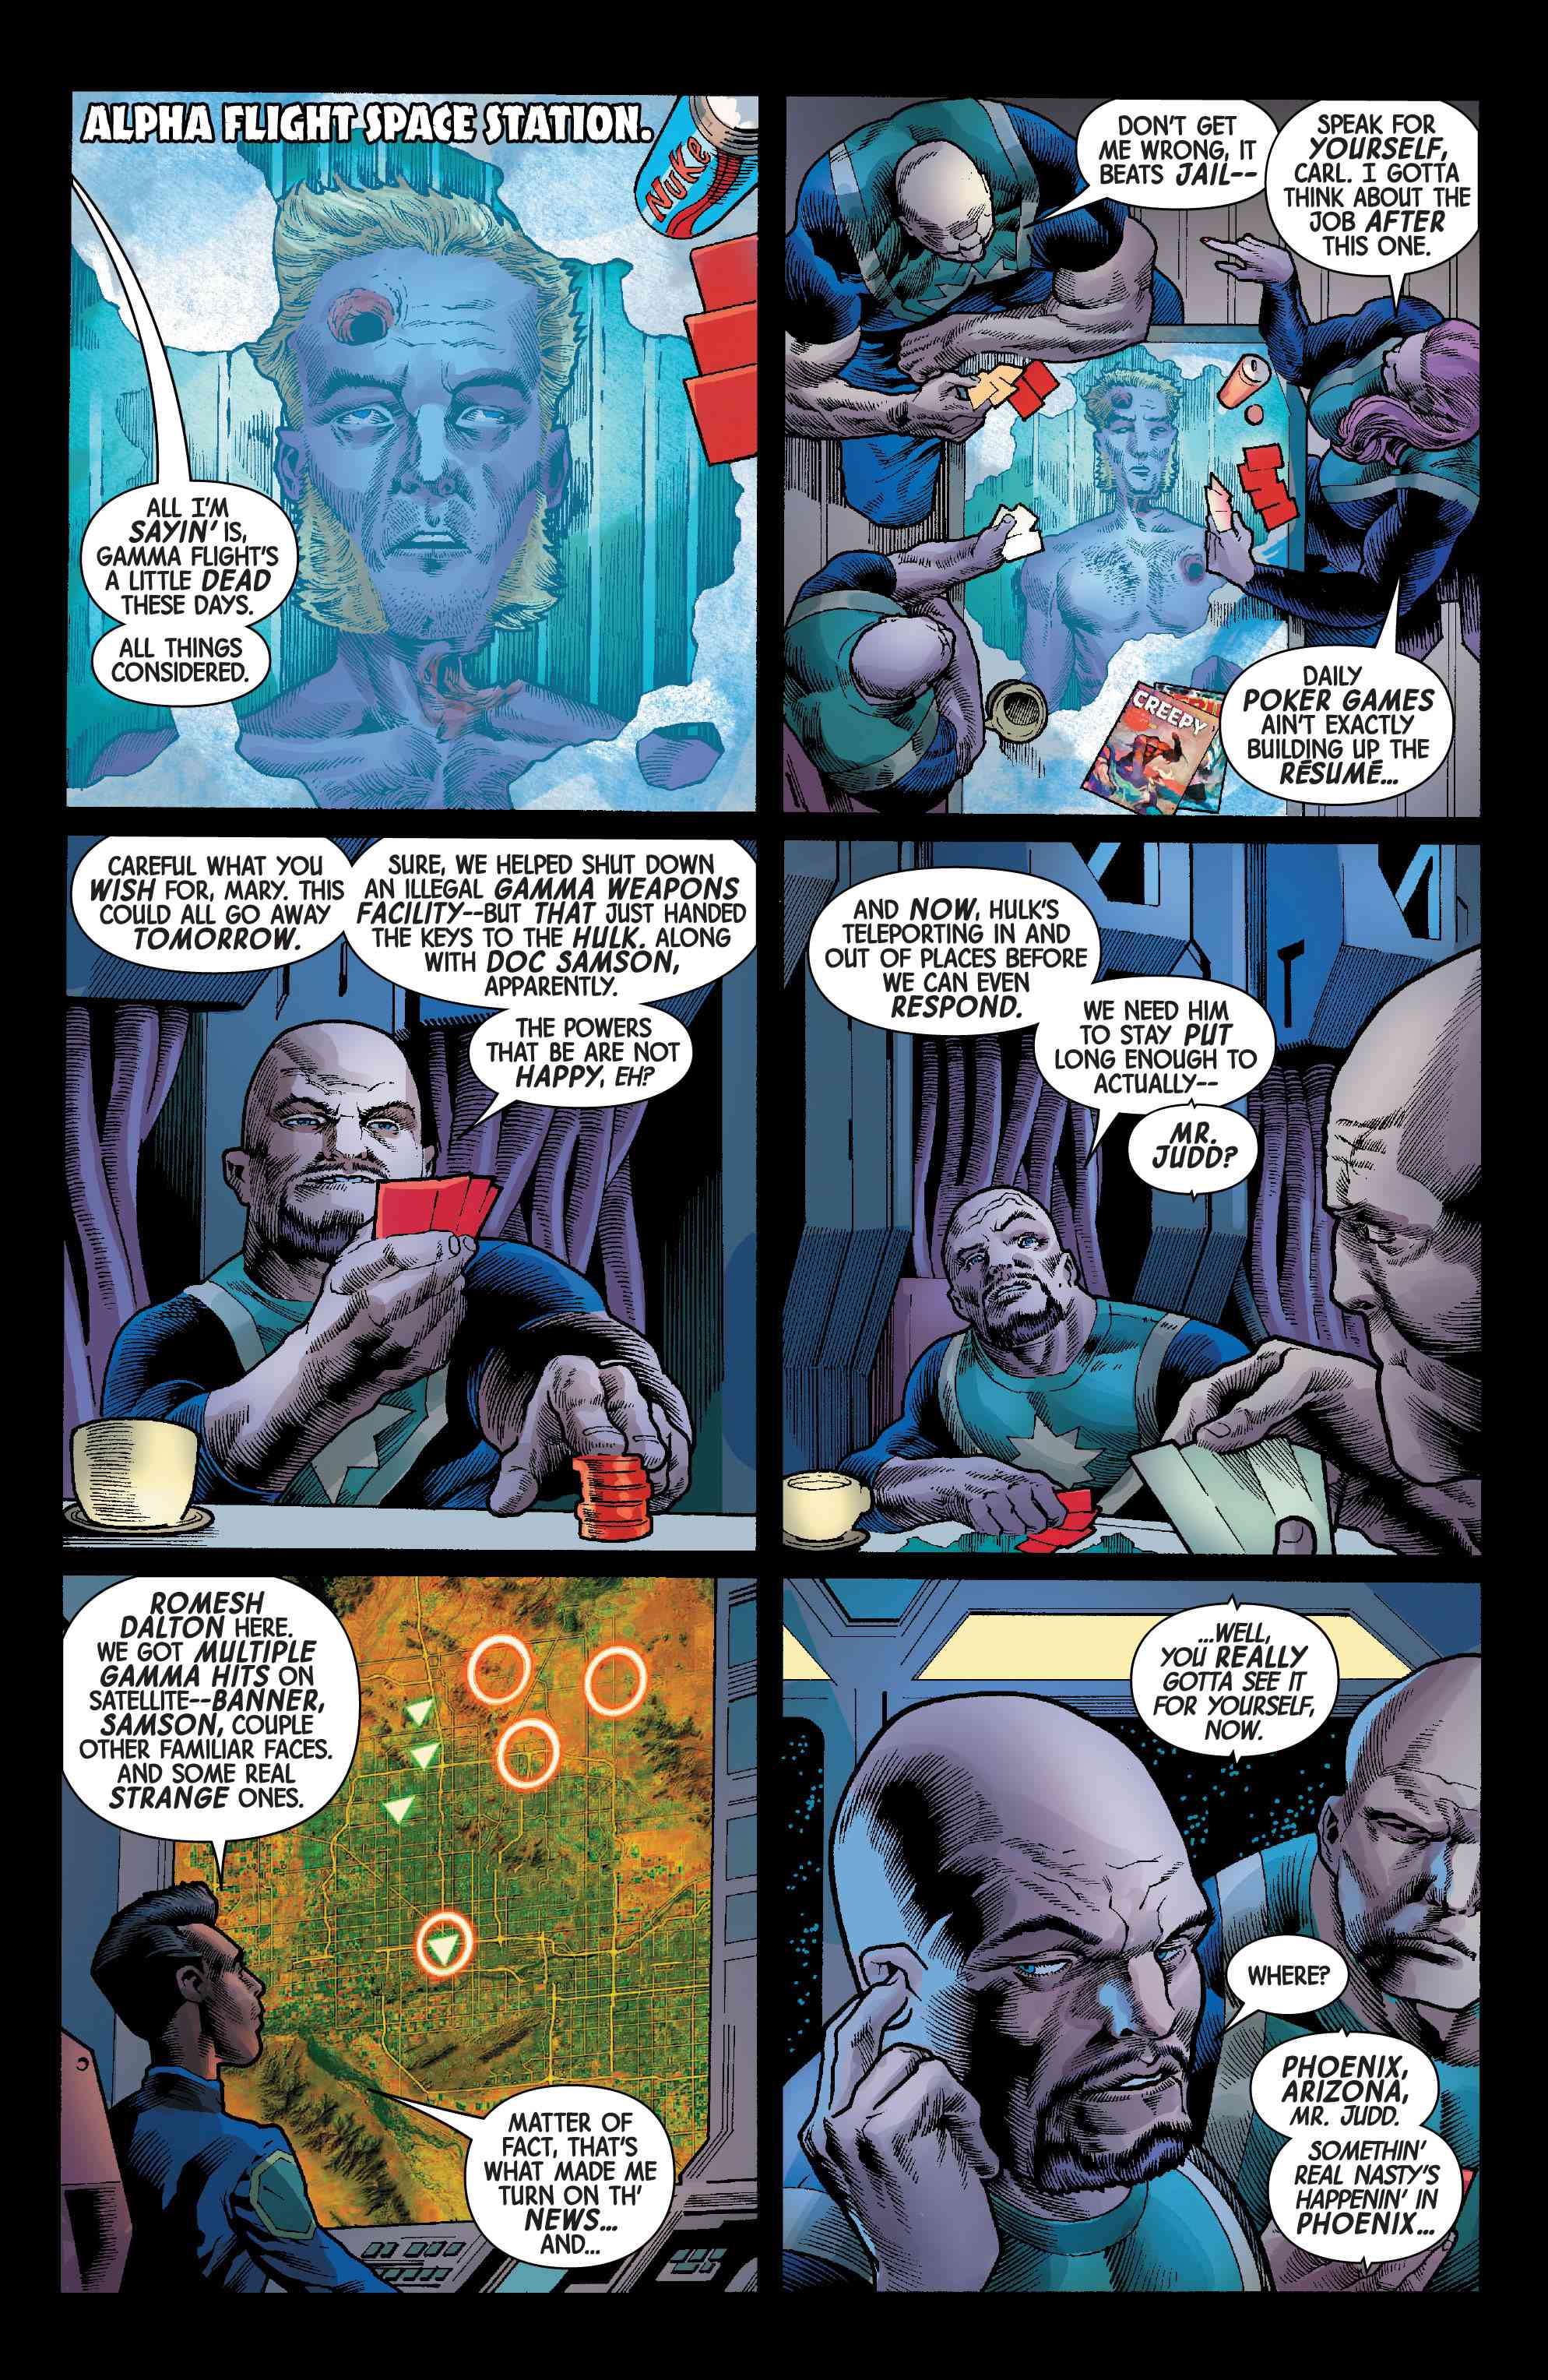 ALPHA FLIGHT SPACE STATION.
NUKE
ALL I'M
SAYIN' IS,
GAMMA FLIGHT'S
A LITTLE DEAD
THESE DAYS.
ALL THINGS
CONSIDERED.
DON'T GET
ME WRONG, IT
BEATS JAIL--
SPEAK FOR
YOURSELF,
CARL. I GOTTA
THINK ABOUT THE
JOB AFTER
THIS ONE.
CREEPY
DAILY
POKER GAMES
AIN'T EXACTLY
BUILDING UP THE
RÉSUMÉ...
CAREFUL WHAT YOU
WISH FOR, MARY. THIS
COULD ALL GO AWAY
TOMORROW.
SURE, WE HELPED SHUT DOWN
AN ILLEGAL GAMMA WEAPONS
FACILITY--BUT THAT JUST HANDED
THE KEYS TO THE HULK. ALONG
WITH DOC SAMSON,
APPARENTLY.
THE POWERS
THAT BE ARE NOT
HAPPY, EH?
AND NOW, HULK'S
TELEPORTING IN AND
OUT OF PLACES BEFORE
WE CAN EVEN
RESPOND.
WE NEED HIM
TO STAY PUT
LONG ENOUGH TO
ACTUALLY--
MR.
JUDD?
ROMESH
DALTON HERE.
WE GOT MULTIPLE
GAMMA HITS ON
SATELLITE--BANNER,
SAMSON, COUPLE
OTHER FAMILIAR FACES.
AND SOME REAL
STRANGE ONES.
MATTER OF
FACT, THAT'S
WHAT MADE ME
TURN ON TH'
NEWS...
AND...
...WELL,
YOU REALLY
GOTTA SEE IT
FOR YOURSELF,
NOW.
WHERE?
PHOENIX,
ARIZONA,
MR. JUDD.
SOMETHIN'
REAL NASTY'S
HAPPENIN' IN
PHOENIX...